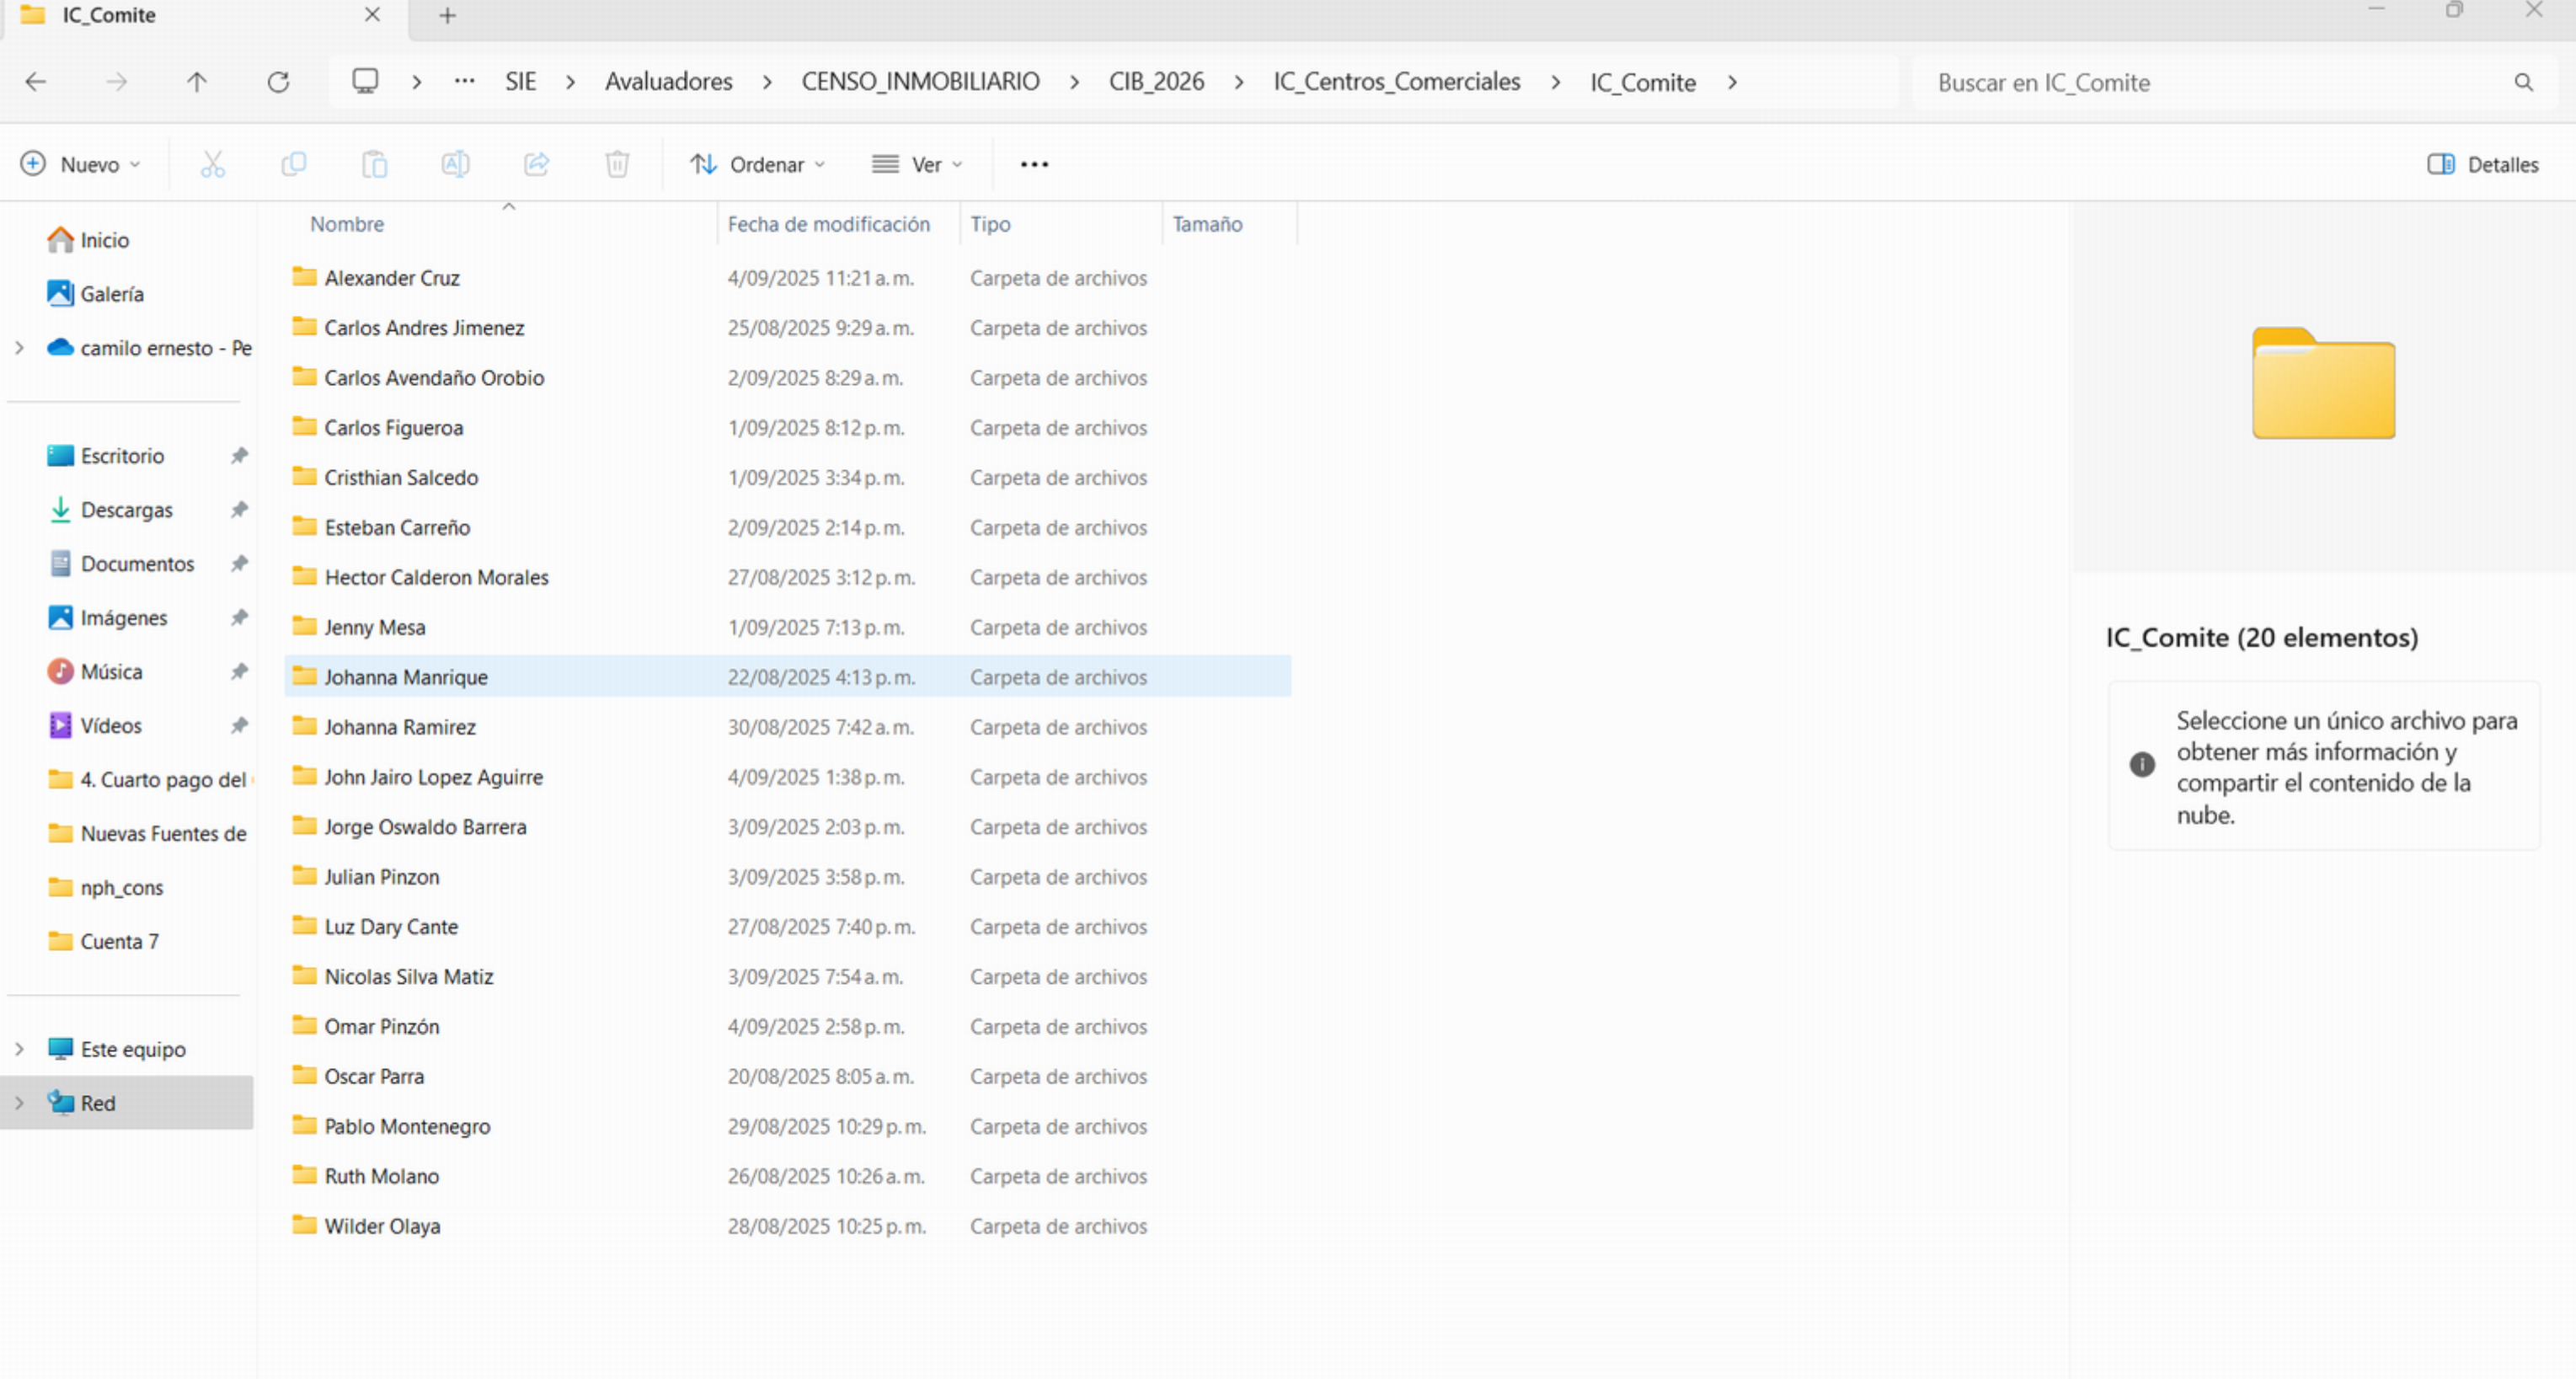 IC_Comite
SIE > Avaluadores > CENSO_INMOBILIARIO > CIB_2026 > IC_Centros_Comerciales > IC_Comite >
Buscar en IC_Comite
Nuevo
Ordenar
Ver
Detalles
Inicio
Galería
camilo ernesto - Pe
Escritorio
Descargas
Documentos
Imágenes
Música
Vídeos
4. Cuarto pago del
Nuevas Fuentes de
nph_cons
Cuenta 7
Este equipo
Red
Nombre Fecha de modificación Tipo Tamaño
Alexander Cruz 4/09/2025 11:21 a. m. Carpeta de archivos
Carlos Andres Jimenez 25/08/2025 9:29 a. m. Carpeta de archivos
Carlos Avendaño Orobio 2/09/2025 8:29 a. m. Carpeta de archivos
Carlos Figueroa 1/09/2025 8:12 p. m. Carpeta de archivos
Cristhian Salcedo 1/09/2025 3:34 p. m. Carpeta de archivos
Esteban Carreño 2/09/2025 2:14 p. m. Carpeta de archivos
Hector Calderon Morales 27/08/2025 3:12 p. m. Carpeta de archivos
Jenny Mesa 1/09/2025 7:13 p. m. Carpeta de archivos
Johanna Manrique 22/08/2025 4:13 p. m. Carpeta de archivos
Johanna Ramirez 30/08/2025 7:42 a. m. Carpeta de archivos
John Jairo Lopez Aguirre 4/09/2025 1:38 p. m. Carpeta de archivos
Jorge Oswaldo Barrera 3/09/2025 2:03 p. m. Carpeta de archivos
Julian Pinzon 3/09/2025 3:58 p. m. Carpeta de archivos
Luz Dary Cante 27/08/2025 7:40 p. m. Carpeta de archivos
Nicolas Silva Matiz 3/09/2025 7:54 a. m. Carpeta de archivos
Omar Pinzón 4/09/2025 2:58 p. m. Carpeta de archivos
Oscar Parra 20/08/2025 8:05 a. m. Carpeta de archivos
Pablo Montenegro 29/08/2025 10:29 p. m. Carpeta de archivos
Ruth Molano 26/08/2025 10:26 a. m. Carpeta de archivos
Wilder Olaya 28/08/2025 10:25 p. m. Carpeta de archivos
IC_Comite (20 elementos)
Seleccione un único archivo para
obtener más información y
compartir el contenido de la
nube.